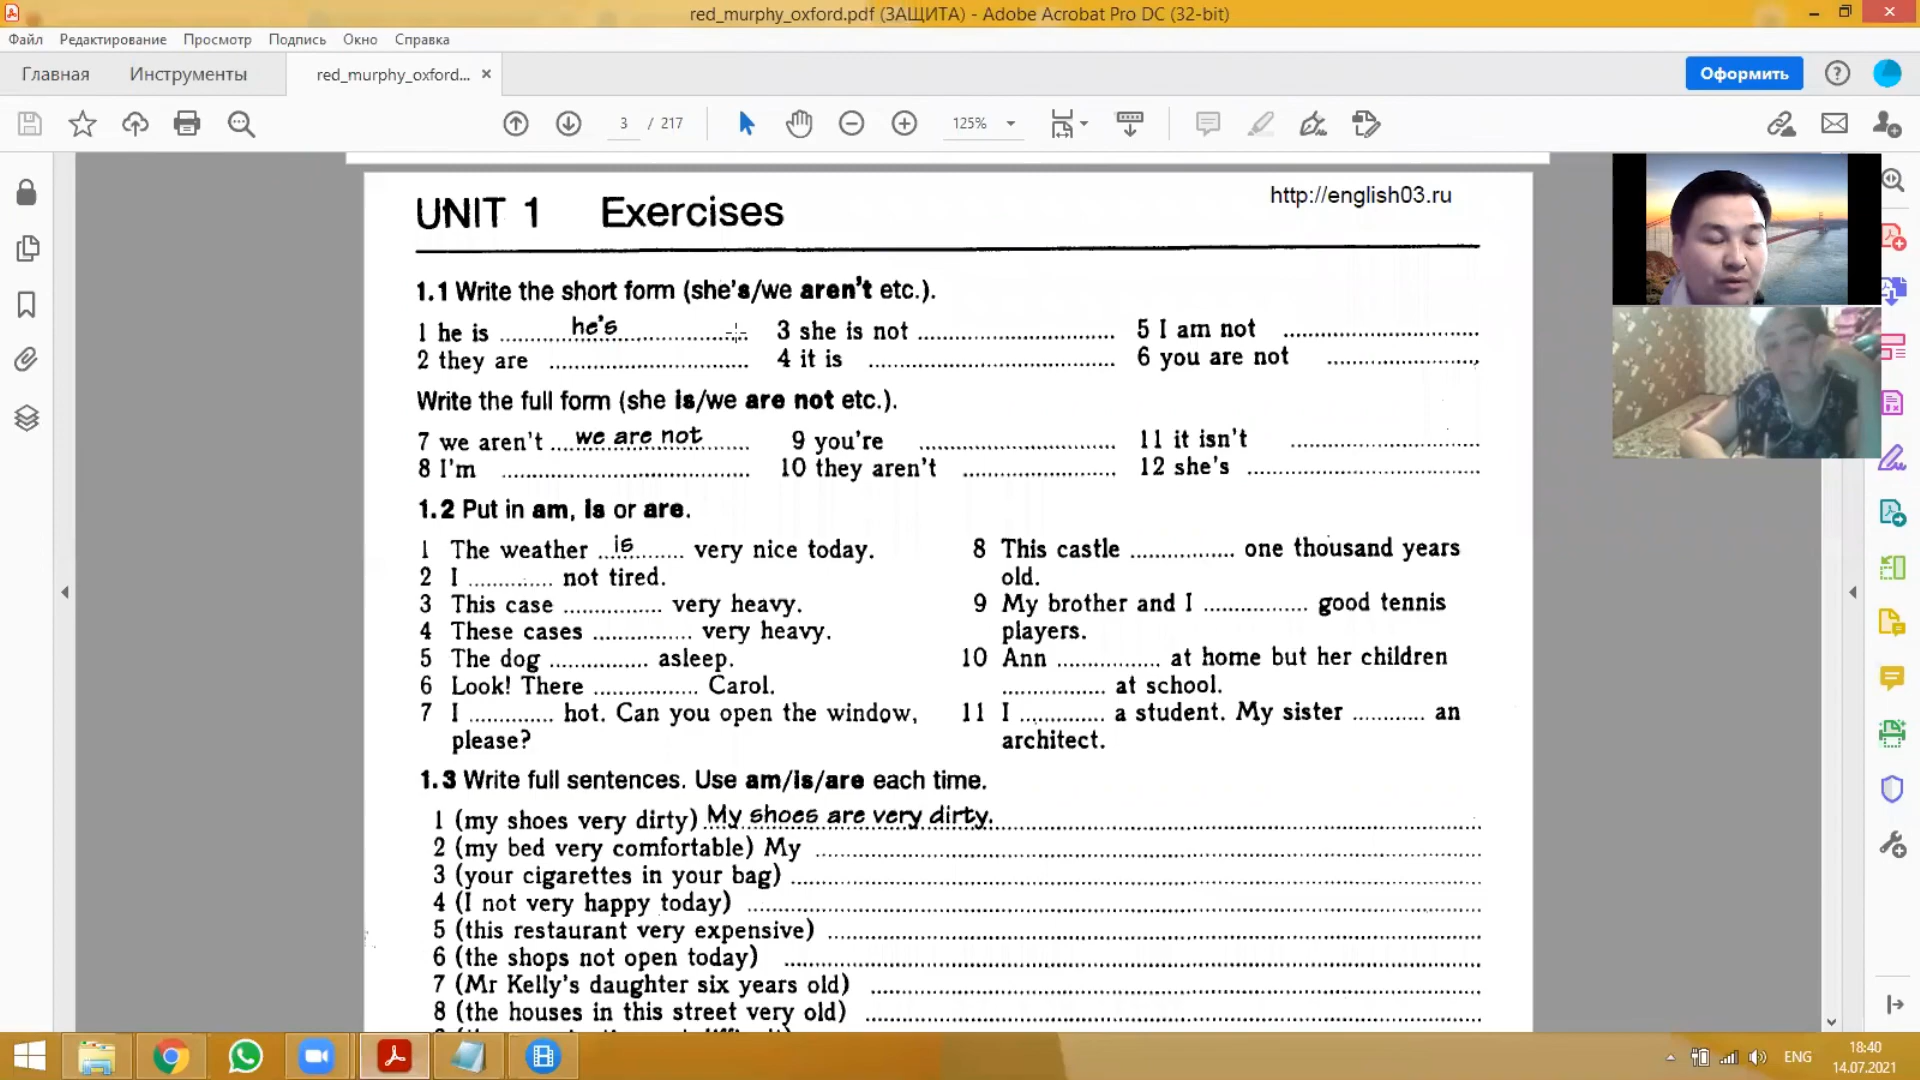 red_murphy_oxford.pdf (ЗАЩИТА) - Adobe Acrobat Pro DC (32-bit)
Файл Редактирование Просмотр Подпись Окно Справка
Главная Инструменты red_murphy_oxford... ×
Оформить
3 / 217 125%
UNIT 1 Exercises
http://english03.ru
1.1 Write the short form (she's/we aren't etc.).
1 he is he's 3 she is not 5 I am not
2 they are 4 it is 6 you are not
Write the full form (she is/we are not etc.).
7 we aren't we are not 9 you're 11 it isn't
8 I'm 10 they aren't 12 she's
1.2 Put in am, is or are.
1 The weather is very nice today.
2 I ............ not tired.
3 This case ............... very heavy.
4 These cases ............... very heavy.
5 The dog ............... asleep.
6 Look! There ............... Carol.
7 I ............ hot. Can you open the window,
please?
8 This castle ............... one thousand years
old.
9 My brother and I ............... good tennis
players.
10 Ann ............... at home but her children
............... at school.
11 I ............ a student. My sister ........... an
architect.
1.3 Write full sentences. Use am/is/are each time.
1 (my shoes very dirty) My shoes are very dirty.
2 (my bed very comfortable) My
3 (your cigarettes in your bag)
4 (I not very happy today)
5 (this restaurant very expensive)
6 (the shops not open today)
7 (Mr Kelly's daughter six years old)
8 (the houses in this street very old)
ENG
18:40
14.07.2021